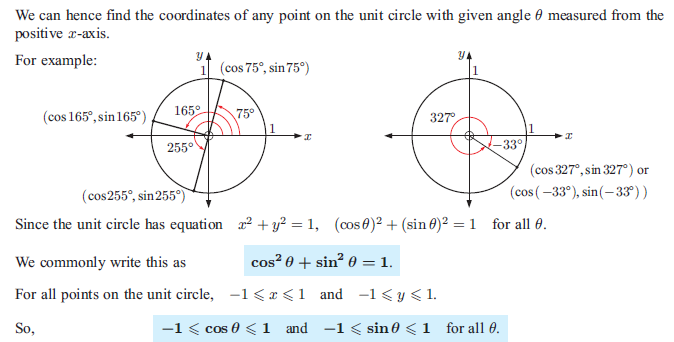 We can hence find the coordinates of any point on the unit circle with given angle θ measured from the
positive x-axis.
For example:
y
1
(cos 75°, sin 75°)
(cos 165°, sin 165°)
165°
75°
1
x
255°
(cos 255°, sin 255°)
y
1
327°
1
x
−33°
(cos 327°, sin 327°) or
(cos(−33°), sin(−33°))
Since the unit circle has equation x² + y² = 1, (cos θ)² + (sin θ)² = 1 for all θ.
We commonly write this as cos² θ + sin² θ = 1.
For all points on the unit circle, −1 ⩽ x ⩽ 1 and −1 ⩽ y ⩽ 1.
So, −1 ⩽ cos θ ⩽ 1 and −1 ⩽ sin θ ⩽ 1 for all θ.